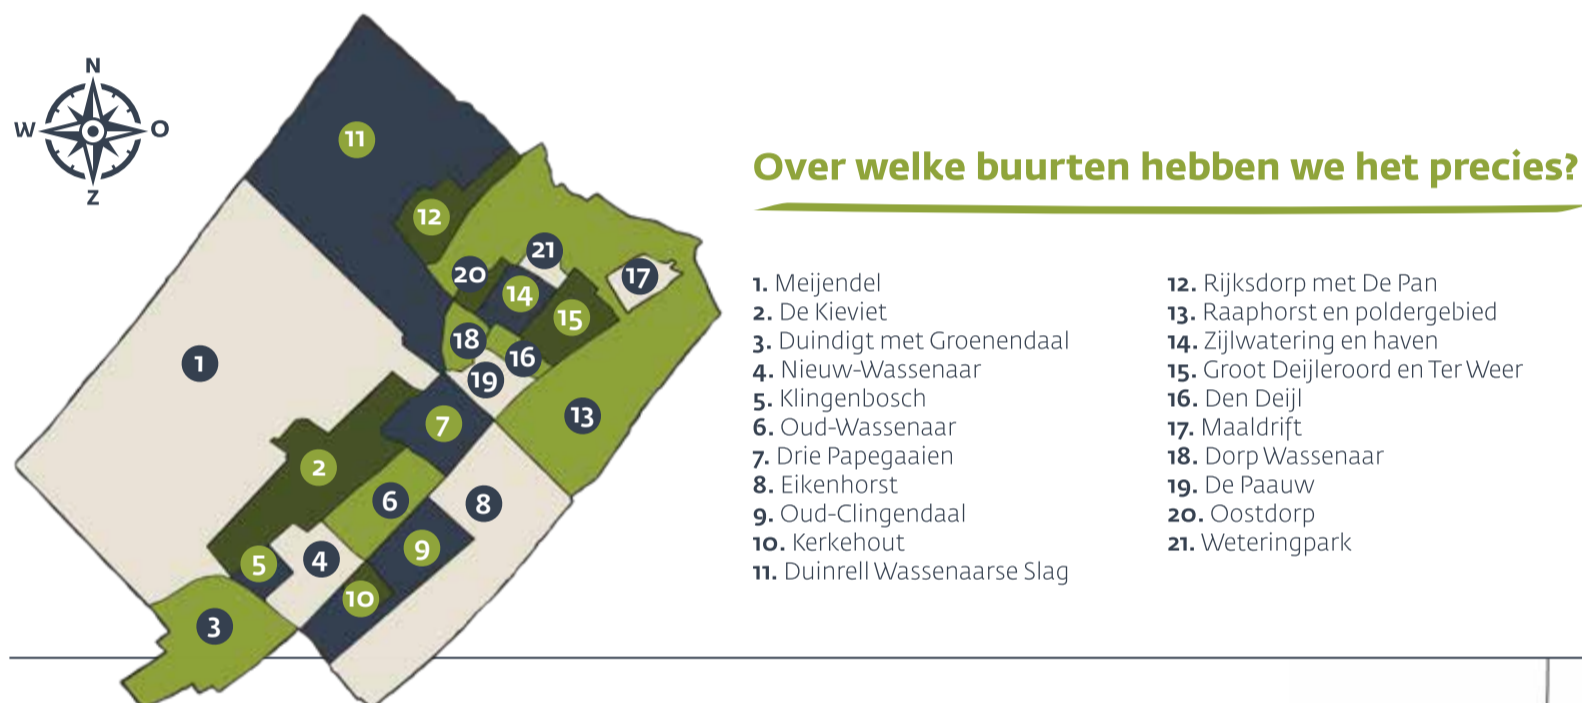 N
W
O
Z
11
12
21
20
17
14
15
18
16
1
19
13
7
2
6
8
9
4
5
10
3
Over welke buurten hebben we het precies?
1. Meijendel
2. De Kieviet
3. Duindigt met Groenendaal
4. Nieuw-Wassenaar
5. Klingenbosch
6. Oud-Wassenaar
7. Drie Papegaaien
8. Eikenhorst
9. Oud-Clingendaal
10. Kerkehout
11. Duinrell Wassenaarse Slag
12. Rijksdorp met De Pan
13. Raaphorst en poldergebied
14. Zijlwatering en haven
15. Groot Deijleroord en Ter Weer
16. Den Deijl
17. Maaldrift
18. Dorp Wassenaar
19. De Paauw
20. Oostdorp
21. Weteringpark